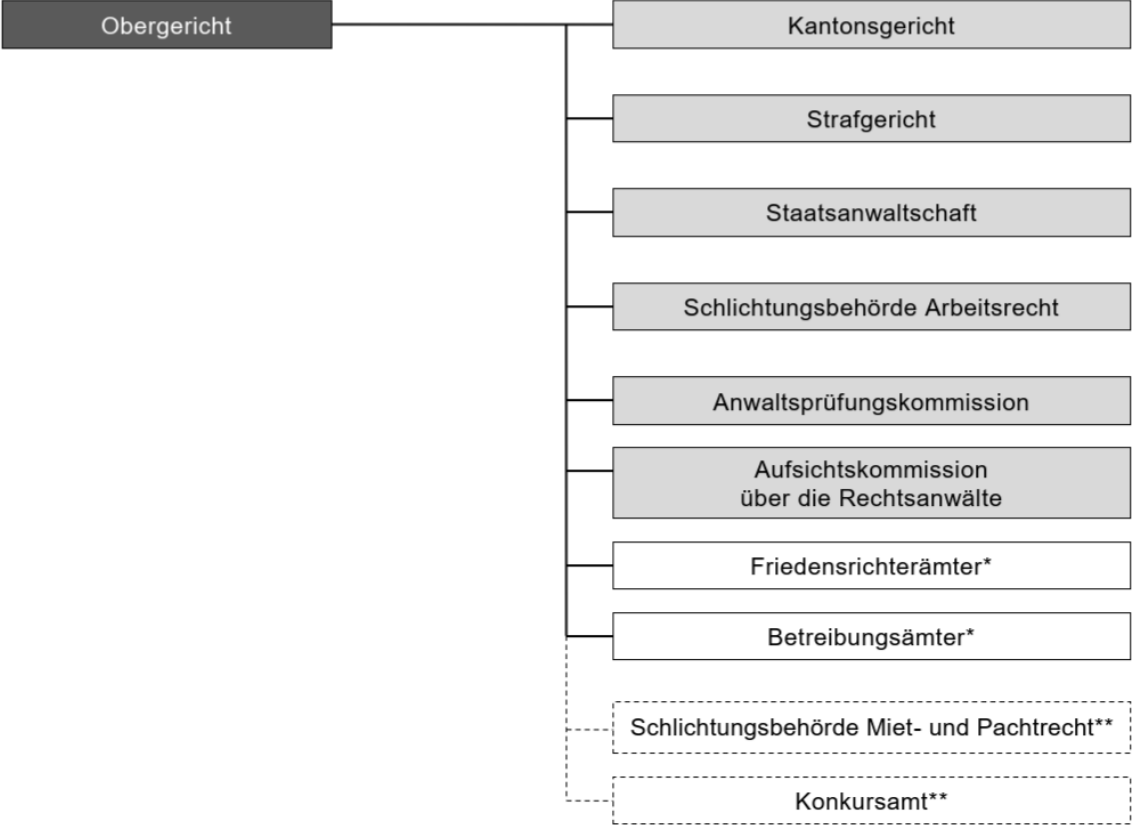 Obergericht
Kantonsgericht
Strafgericht
Staatsanwaltschaft
Schlichtungsbehörde Arbeitsrecht
Anwaltsprüfungskommission
Aufsichtskommission
über die Rechtsanwälte
Friedensrichterämter*
Betreibungsämter*
Schlichtungsbehörde Miet- und Pachtrecht**
Konkursamt**